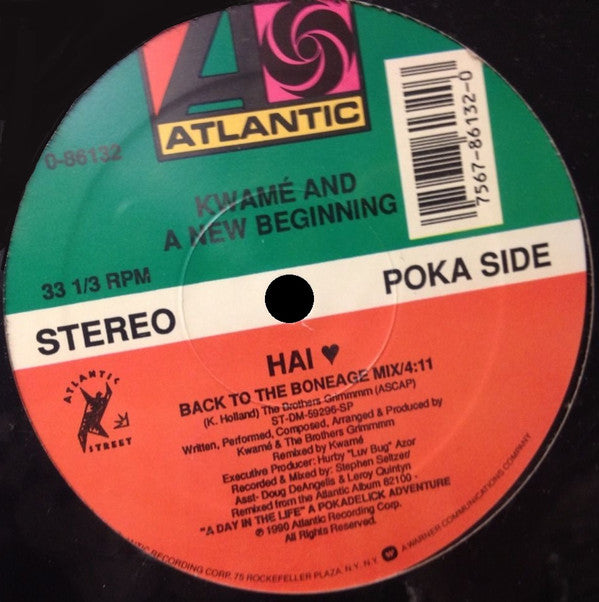 ATLANTIC
0-86132
7567-86132-0
KWAMÉ AND
A NEW BEGINNING
33 1/3 RPM
STEREO
POKA SIDE
ATLANTIC
STREET
HAI ♥
BACK TO THE BONEAGE MIX/4:11
(K. Holland) The Brothers Grimmmm (ASCAP)
ST-DM-59296-SP
Written, Performed, Composed, Arranged & Produced by
Kwamé & The Brothers Grimmmm
Remixed by Kwamé
Executive Producer: Hurby "Luv Bug" Azor
Recorded & Mixed by: Stephen Seltzer/
Asst- Doug DeAngelis & Leroy Quintyn
Remixed from the Atlantic Album 82100
"A DAY IN THE LIFE" A POKADELICK ADVENTURE
℗ 1990 Atlantic Recording Corp.
All Rights Reserved.
ATLANTIC RECORDING CORP. 75 ROCKEFELLER PLAZA, N.Y., N.Y. A WARNER COMMUNICATIONS COMPANY